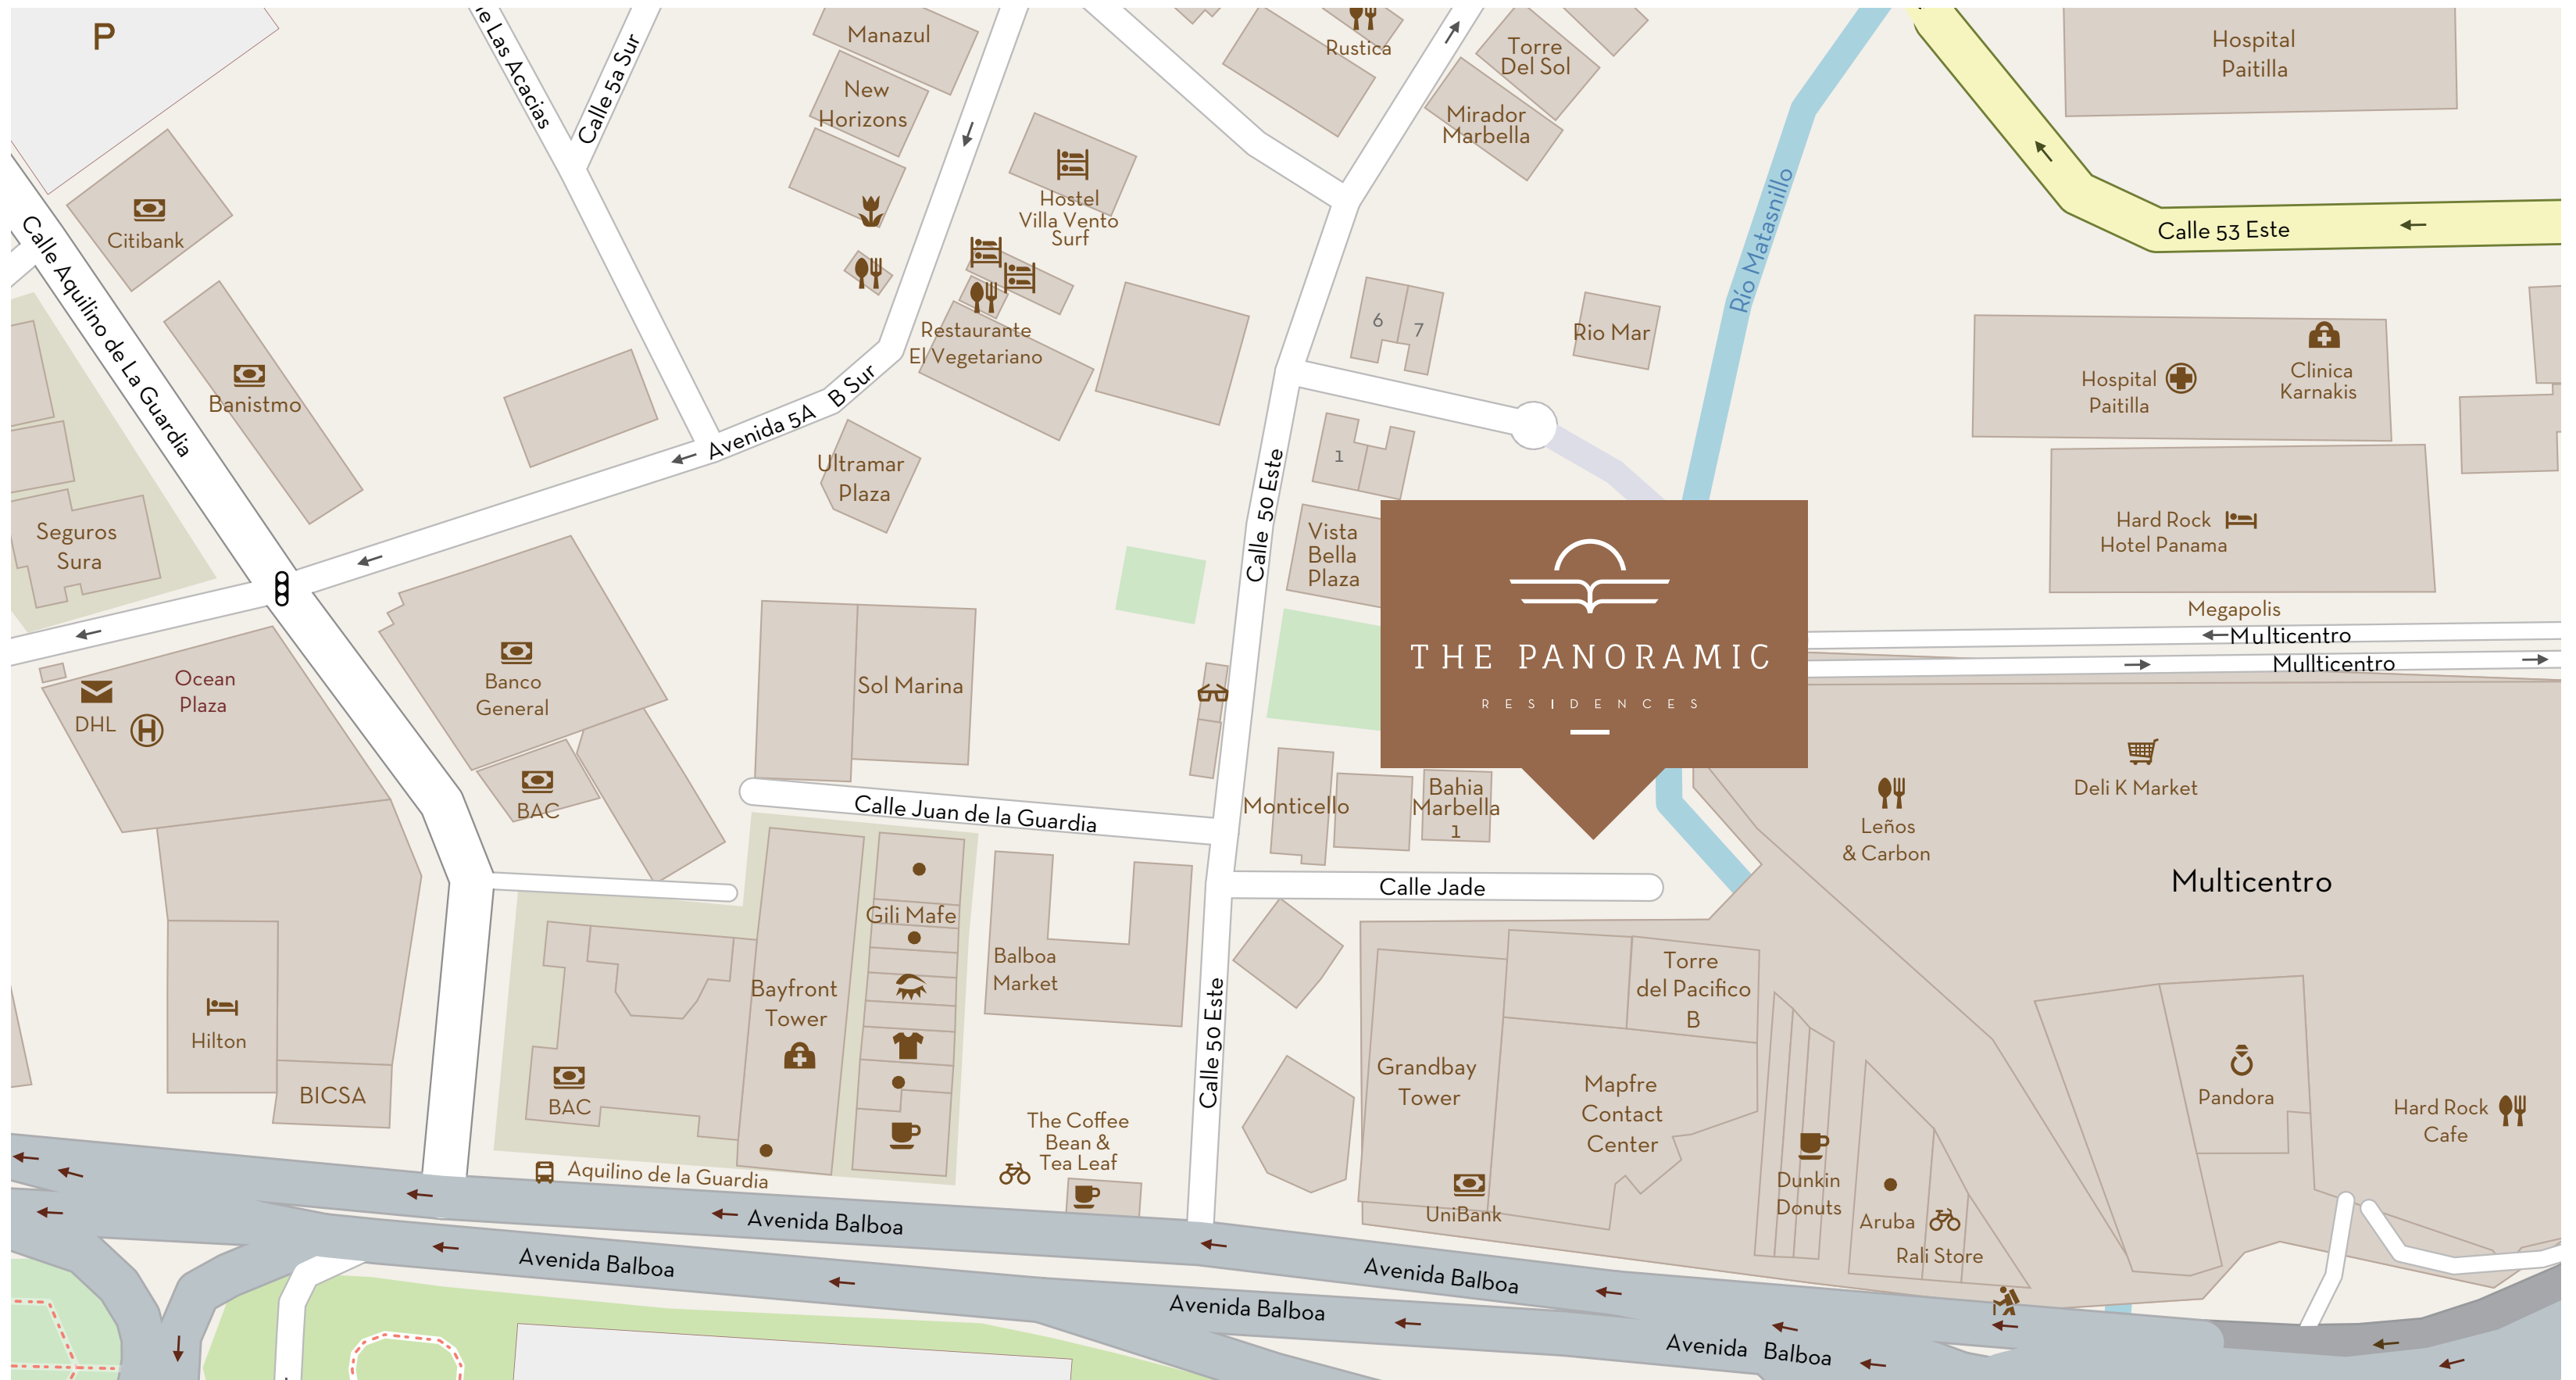 P
Calle Las Acacias
Calle 5a Sur
Manazul
New
Horizons
Rustica
Torre
Del Sol
Mirador
Marbella
Hospital
Paitilla
Citibank
Calle Aquilino de La Guardia
Banistmo
Hostel
Villa Vento
Surf
Restaurante
El Vegetariano
Avenida 5A B Sur
Ultramar
Plaza
6
7
1
Rio Mar
Río Matasnillo
Calle 53 Este
Hospital
Paitilla
Clinica
Karnakis
Hard Rock
Hotel Panama
Megapolis
Multicentro
Mullticentro
Seguros
Sura
Calle 50 Este
Vista
Bella
Plaza
THE PANORAMIC
RESIDENCES
Ocean
Plaza
DHL
H
Banco
General
BAC
Sol Marina
Calle Juan de la Guardia
Monticello
Bahia
Marbella
1
Calle Jade
Deli K Market
Leños
& Carbon
Multicentro
Hilton
BICSA
BAC
Bayfront
Tower
Gili Mafe
Balboa
Market
Calle 50 Este
Torre
del Pacifico
B
Grandbay
Tower
Mapfre
Contact
Center
UniBank
Dunkin
Donuts
Aruba
Rali Store
Pandora
Hard Rock
Cafe
The Coffee
Bean &
Tea Leaf
Aquilino de la Guardia
Avenida Balboa
Avenida Balboa
Avenida Balboa
Avenida Balboa
Avenida Balboa